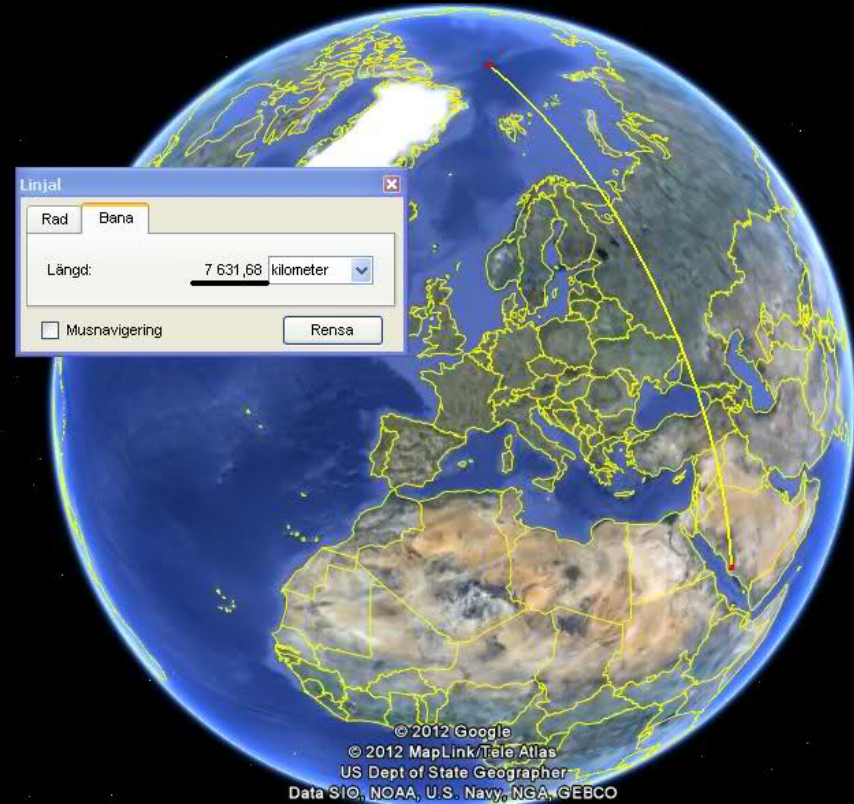 Linjal
Rad Bana
Längd: 7 631,68 kilometer
Musnavigering Rensa
© 2012 Google
© 2012 MapLink/Tele Atlas
US Dept of State Geographer
Data SIO, NOAA, U.S. Navy, NGA, GEBCO